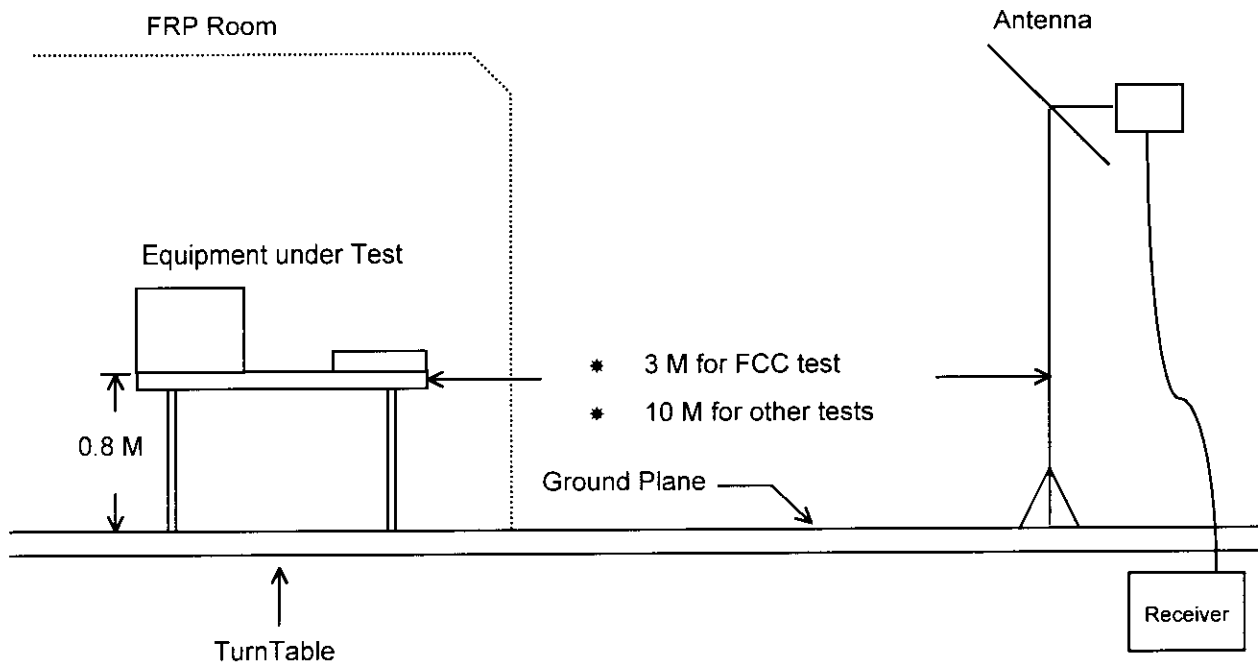 FRP Room
Antenna
Equipment under Test
✷ 3 M for FCC test
✷ 10 M for other tests
0.8 M
Ground Plane
Receiver
TurnTable